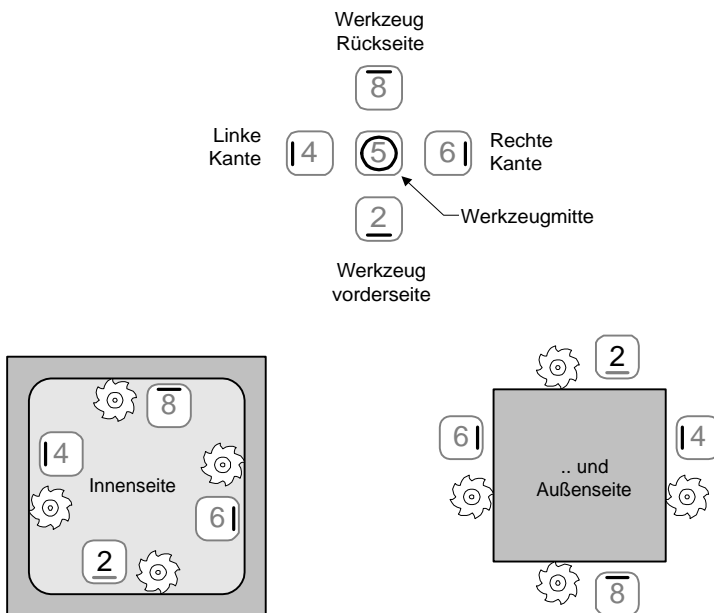 Werkzeug
Rückseite
8
Linke
Kante
4
5
6
Rechte
Kante
2
Werkzeugmitte
Werkzeug
vorderseite
8
4
Innenseite
6
2
2
6
4
.. und
Außenseite
8